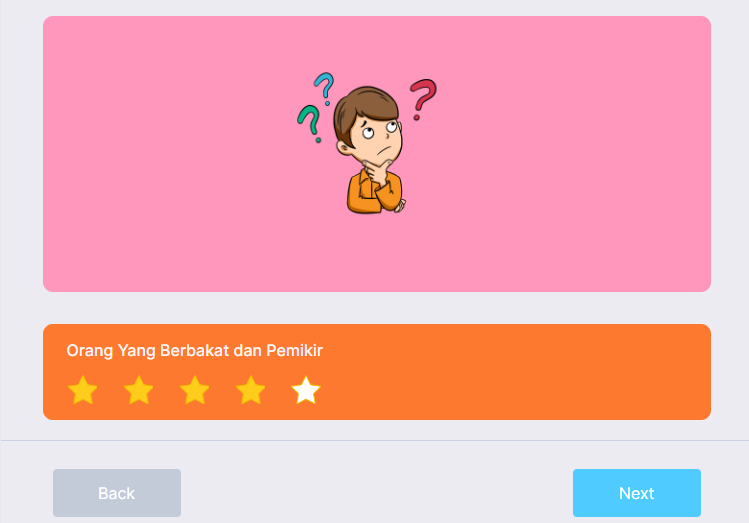 Orang Yang Berbakat dan Pemikir
Back
Next